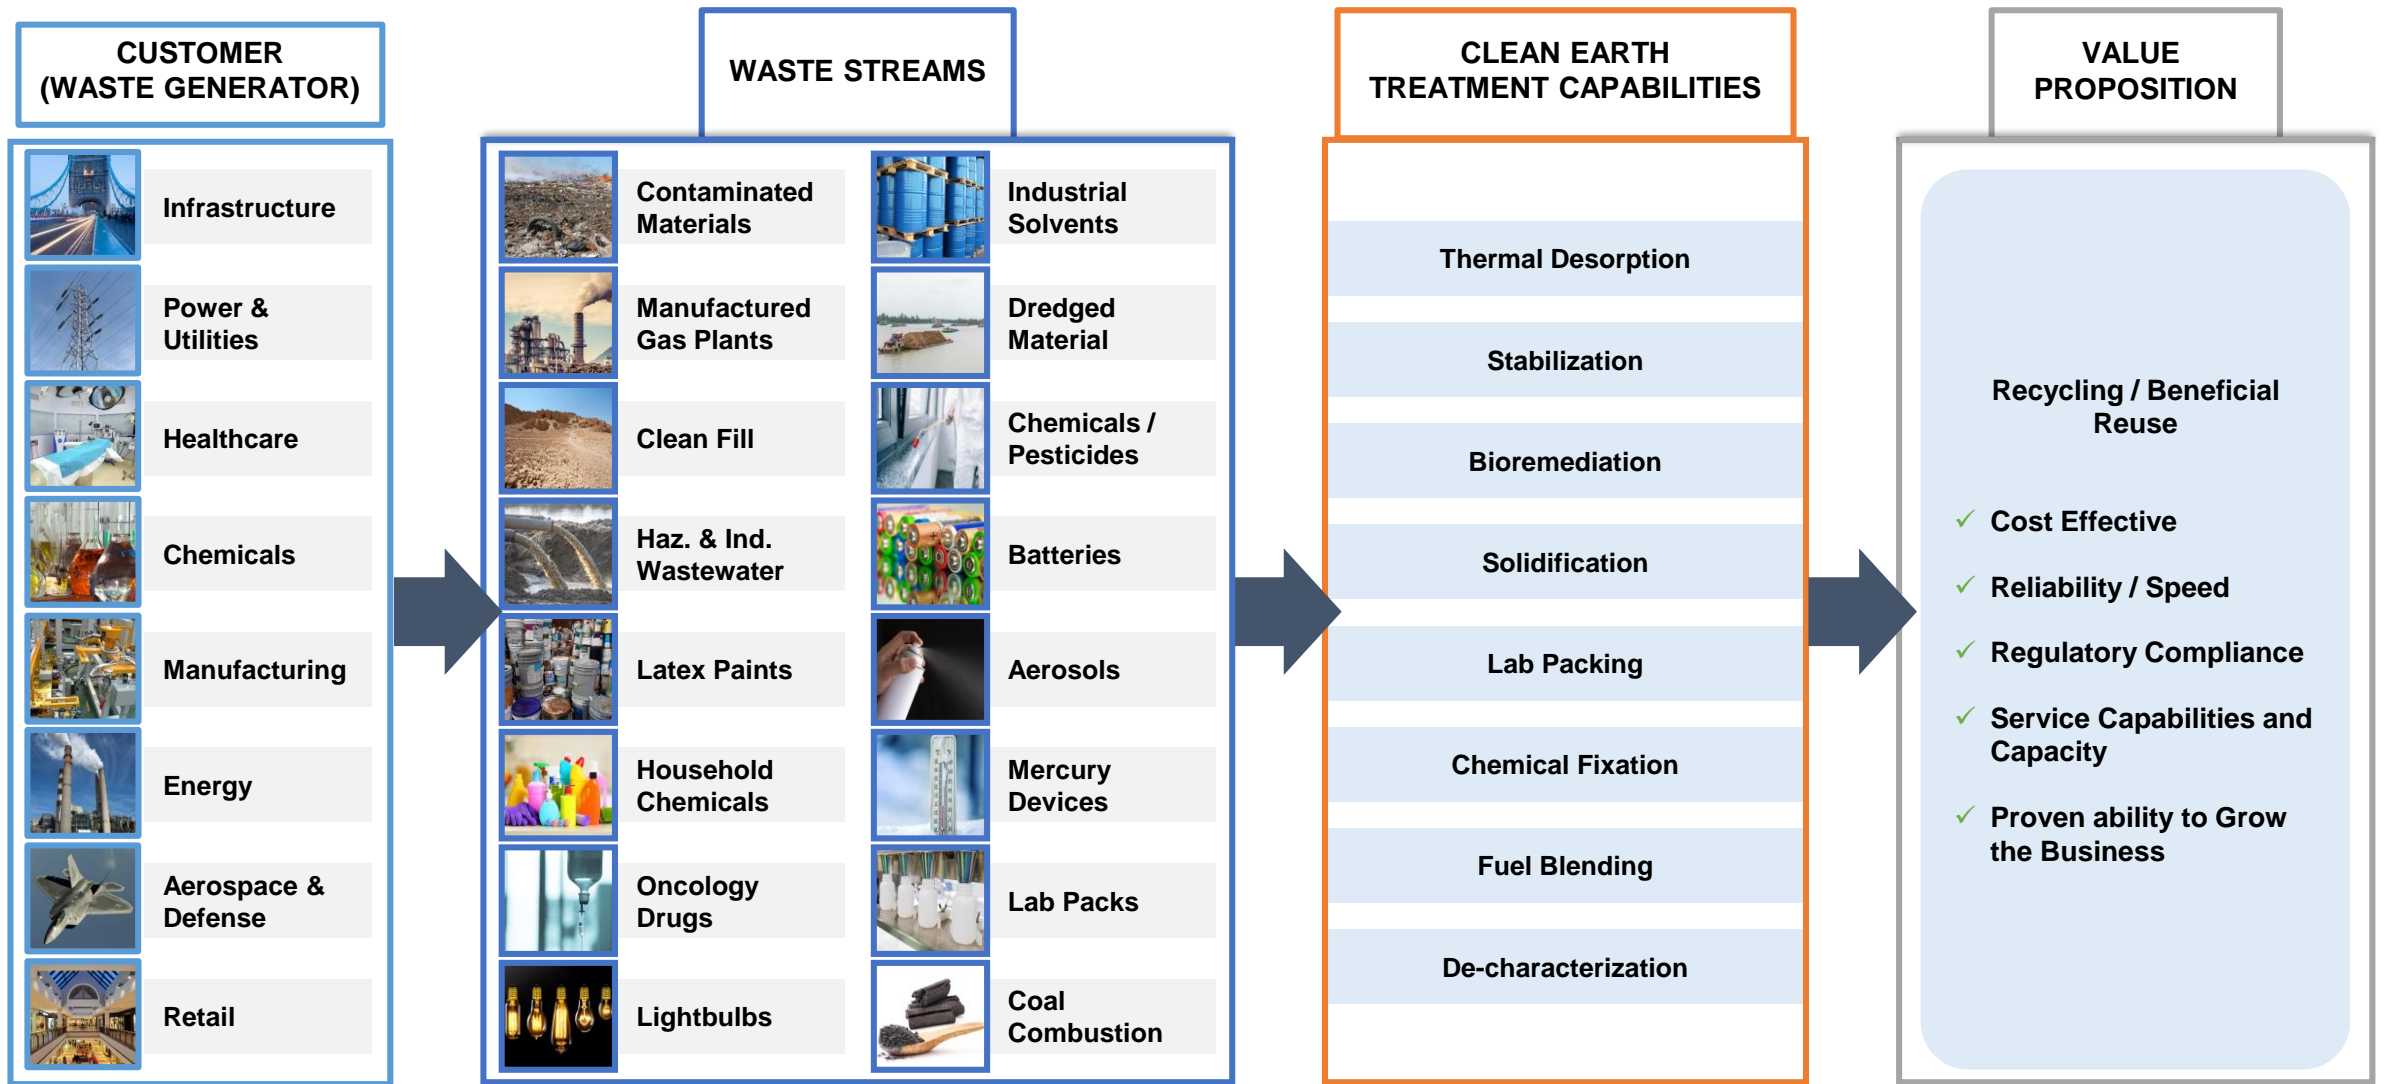 CUSTOMER
(WASTE GENERATOR)
Infrastructure
Power &
Utilities
Healthcare
Chemicals
Manufacturing
Energy
Aerospace &
Defense
Retail
WASTE STREAMS
Contaminated
Materials
Manufactured
Gas Plants
Clean Fill
Haz. & Ind.
Wastewater
Latex Paints
Household
Chemicals
Oncology
Drugs
Lightbulbs
Industrial
Solvents
Dredged
Material
Chemicals /
Pesticides
Batteries
Aerosols
Mercury
Devices
Lab Packs
Coal
Combustion
CLEAN EARTH
TREATMENT CAPABILITIES
Thermal Desorption
Stabilization
Bioremediation
Solidification
Lab Packing
Chemical Fixation
Fuel Blending
De-characterization
VALUE
PROPOSITION
Recycling / Beneficial
Reuse
✓ Cost Effective
✓ Reliability / Speed
✓ Regulatory Compliance
✓ Service Capabilities and
Capacity
✓ Proven ability to Grow
the Business